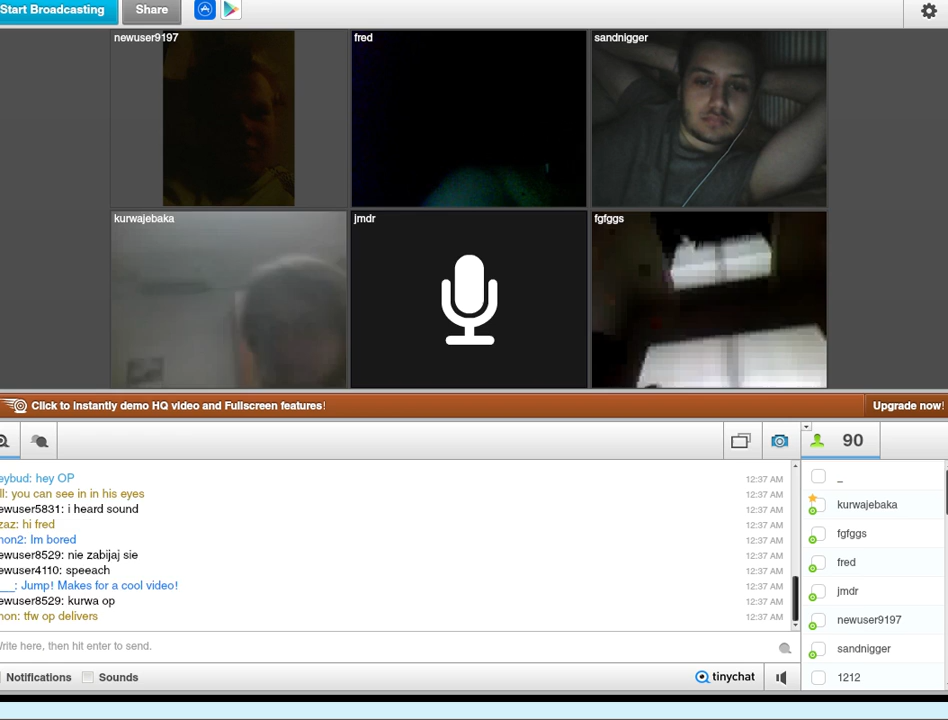 Start Broadcasting
Share
newuser9197
fred
sandnigger
kurwajebaka
jmdr
fgfggs
Click to instantly demo HQ video and Fullscreen features!
Upgrade now!
90
eybud: hey OP 12:37 AM
ll: you can see in in his eyes 12:37 AM
ewuser5831: i heard sound 12:37 AM
zaz: hi fred 12:37 AM
non2: Im bored 12:37 AM
ewuser8529: nie zabijaj sie 12:37 AM
ewuser4110: speeach 12:37 AM
___: Jump! Makes for a cool video! 12:37 AM
ewuser8529: kurwa op 12:37 AM
non: tfw op delivers 12:37 AM
_
kurwajebaka
fgfggs
fred
jmdr
newuser9197
sandnigger
1212
Write here, then hit enter to send.
Notifications
Sounds
tinychat